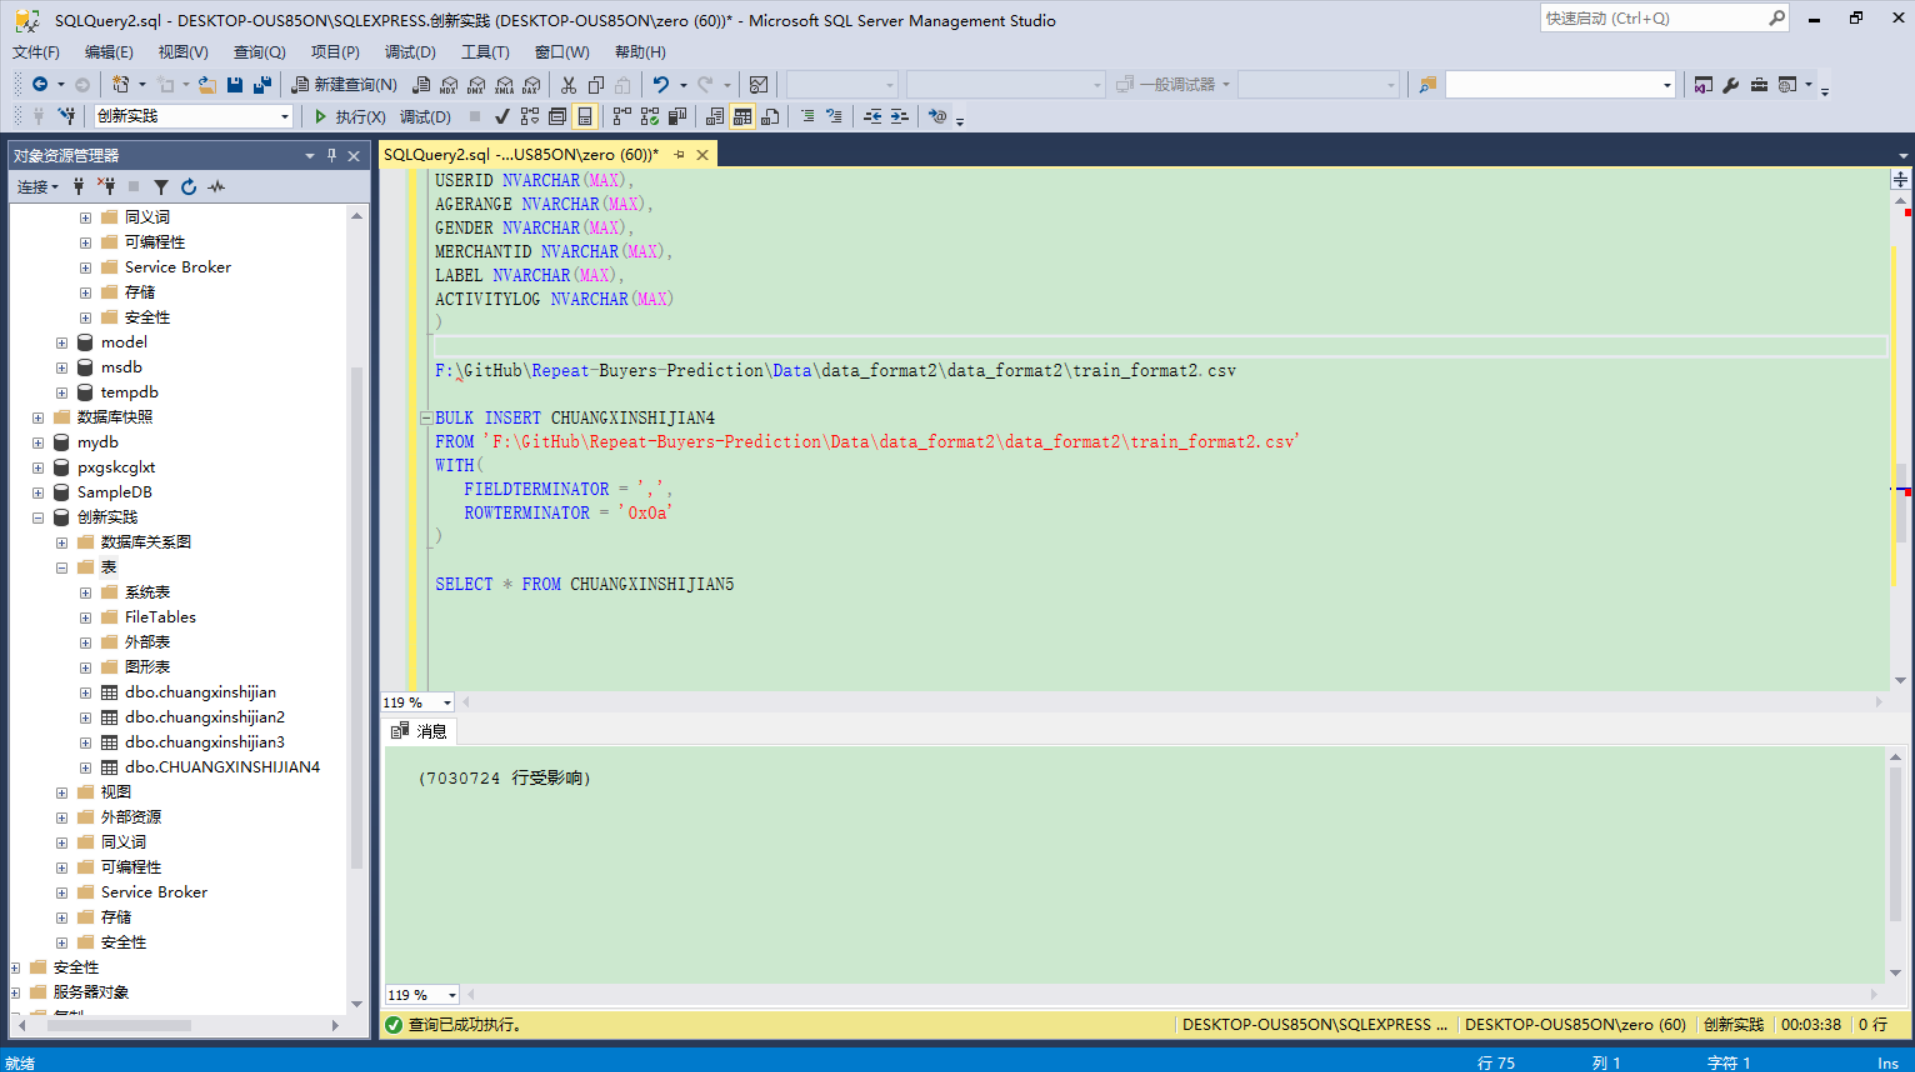 SQLQuery2.sql - DESKTOP-OUS85ON\SQLEXPRESS.创新实践 (DESKTOP-OUS85ON\zero (60))* - Microsoft SQL Server Management Studio
快速启动 (Ctrl+Q)
文件(F) 编辑(E) 视图(V) 查询(Q) 项目(P) 调试(D) 工具(T) 窗口(W) 帮助(H)
新建查询(N) MDX DMX XMLA DAX 一般调试器
创新实践 执行(X) 调试(D)
对象资源管理器
连接
同义词
可编程性
Service Broker
存储
安全性
model
msdb
tempdb
数据库快照
mydb
pxgskcglxt
SampleDB
创新实践
数据库关系图
表
系统表
FileTables
外部表
图形表
dbo.chuangxinshijian
dbo.chuangxinshijian2
dbo.chuangxinshijian3
dbo.CHUANGXINSHIJIAN4
视图
外部资源
同义词
可编程性
Service Broker
存储
安全性
安全性
服务器对象
复制
SQLQuery2.sql -...US85ON\zero (60))*
USERID NVARCHAR(MAX),
AGERANGE NVARCHAR(MAX),
GENDER NVARCHAR(MAX),
MERCHANTID NVARCHAR(MAX),
LABEL NVARCHAR(MAX),
ACTIVITYLOG NVARCHAR(MAX)
)
F:\GitHub\Repeat-Buyers-Prediction\Data\data_format2\data_format2\train_format2.csv
BULK INSERT CHUANGXINSHIJIAN4
FROM 'F:\GitHub\Repeat-Buyers-Prediction\Data\data_format2\data_format2\train_format2.csv'
WITH(
FIELDTERMINATOR = ',',
ROWTERMINATOR = '0x0a'
)
SELECT * FROM CHUANGXINSHIJIAN5
119 %
消息
(7030724 行受影响)
119 %
查询已成功执行。 DESKTOP-OUS85ON\SQLEXPRESS ... DESKTOP-OUS85ON\zero (60) 创新实践 00:03:38 0 行
就绪 行 75 列 1 字符 1 Ins